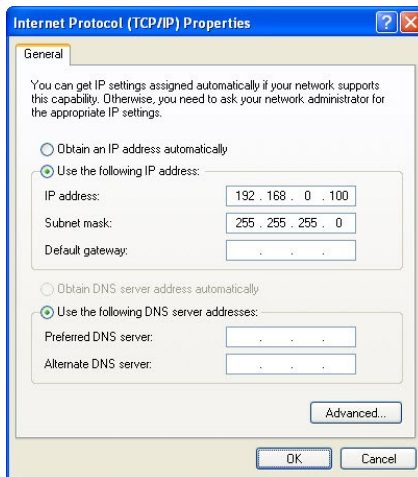 Internet Protocol (TCP/IP) Properties
General
You can get IP settings assigned automatically if your network supports
this capability. Otherwise, you need to ask your network administrator for
the appropriate IP settings.
Obtain an IP address automatically
Use the following IP address:
IP address: 192 . 168 . 0 . 100
Subnet mask: 255 . 255 . 255 . 0
Default gateway: . . .
Obtain DNS server address automatically
Use the following DNS server addresses:
Preferred DNS server: . . .
Alternate DNS server: . . .
Advanced...
OK Cancel